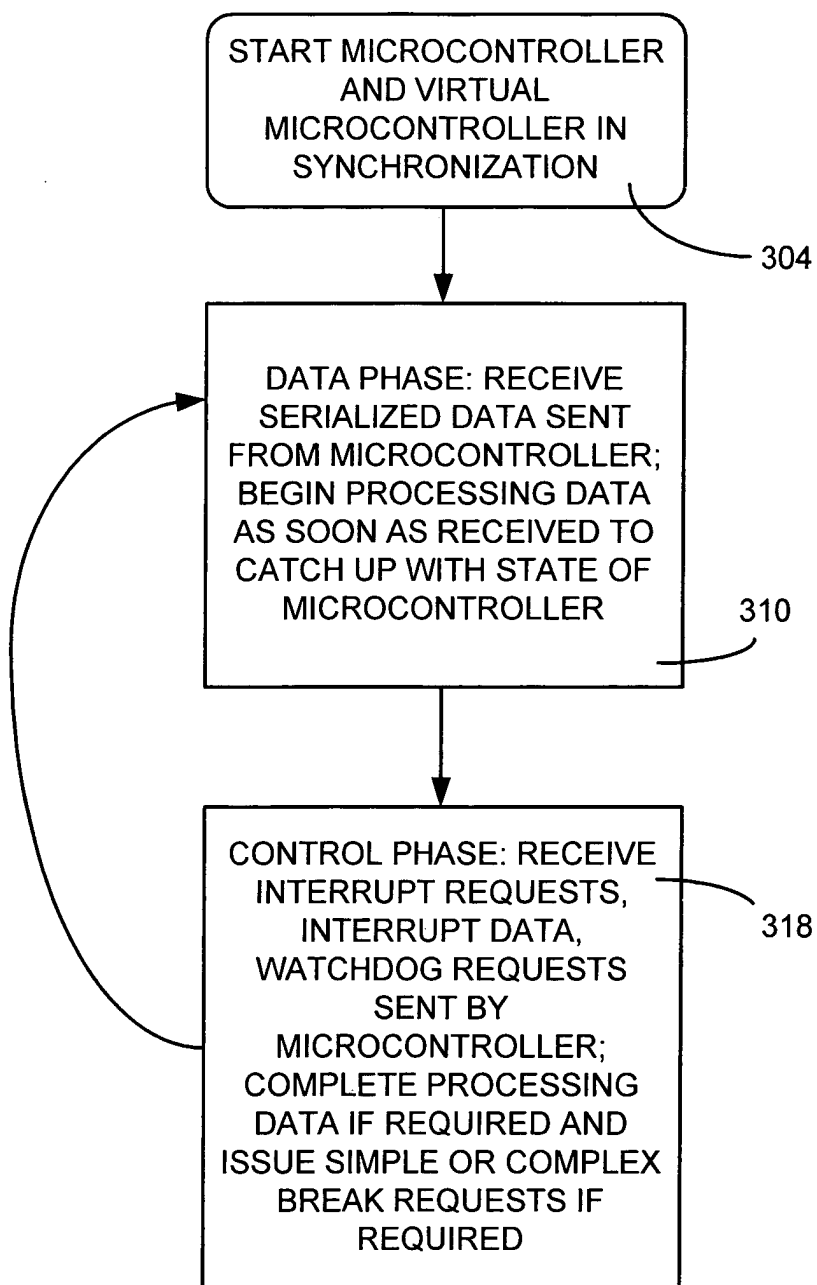 START MICROCONTROLLER
AND VIRTUAL
MICROCONTROLLER IN
SYNCHRONIZATION
304
DATA PHASE: RECEIVE
SERIALIZED DATA SENT
FROM MICROCONTROLLER;
BEGIN PROCESSING DATA
AS SOON AS RECEIVED TO
CATCH UP WITH STATE OF
MICROCONTROLLER
310
CONTROL PHASE: RECEIVE
INTERRUPT REQUESTS,
INTERRUPT DATA,
WATCHDOG REQUESTS
SENT BY
MICROCONTROLLER;
COMPLETE PROCESSING
DATA IF REQUIRED AND
ISSUE SIMPLE OR COMPLEX
BREAK REQUESTS IF
REQUIRED
318